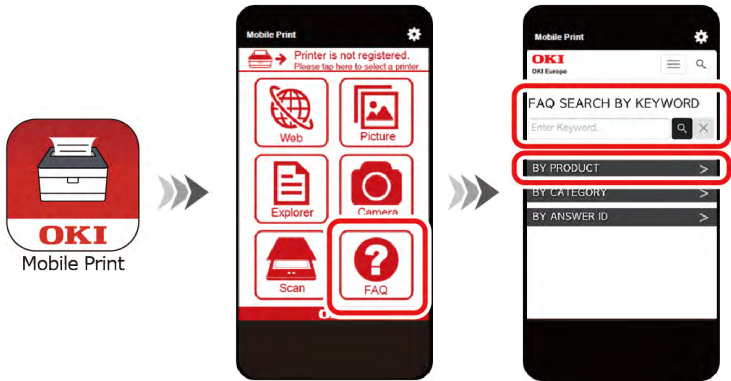 OKI
Mobile Print
Mobile Print
Printer is not registered.
Please tap here to select a printer.
Web
Picture
Explorer
Camera
Scan
FAQ
Mobile Print
OKI
OKI Europe
FAQ SEARCH BY KEYWORD
Enter Keyword.
BY PRODUCT
BY CATEGORY
BY ANSWER ID